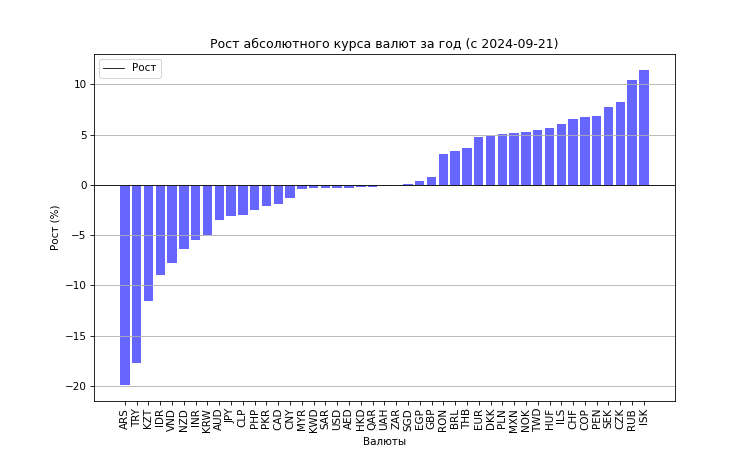 Рост абсолютного курса валют за год (с 2024-09-21)
Рост
Рост (%)
10
5
0
−5
−10
−15
−20
ARS TRY KZT IDR VND NZD INR KRW AUD JPY CLP PHP PKR CAD CNY MYR KWD SAR USD AED HKD QAR UAH ZAR SGD EGP GBP RON BRL THB EUR DKK PLN MXN NOK TWD HUF ILS CHF COP PEN SEK CZK RUB ISK
Валюты